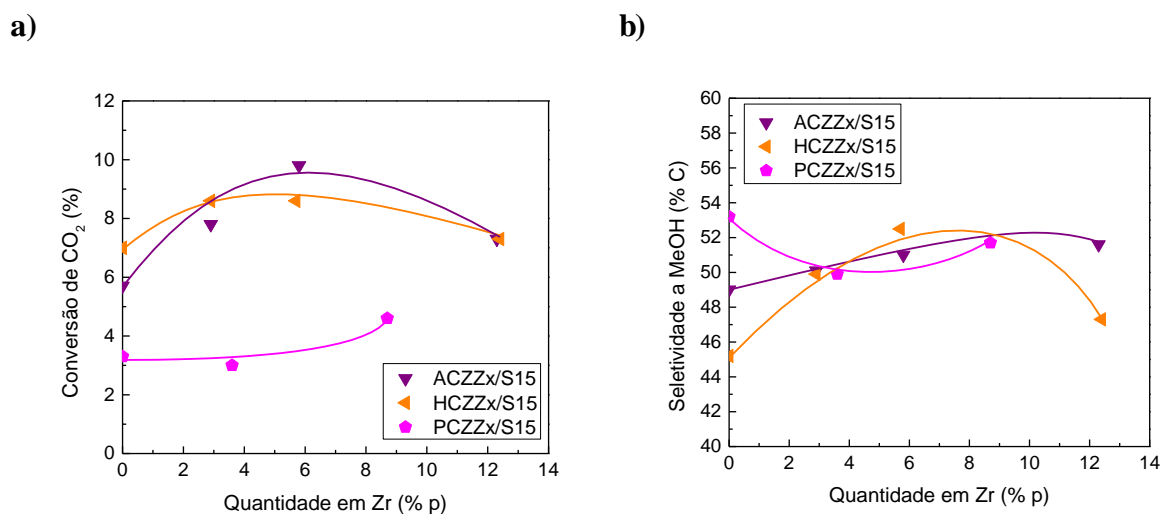 a)
12
10
8
6
4
2
0
0 2 4 6 8 10 12 14
Conversão de CO2 (%)
Quantidade em Zr (% p)
ACZZx/S15
HCZZx/S15
PCZZx/S15
b)
60
58
56
54
52
50
48
46
44
42
40
0 2 4 6 8 10 12 14
Seletividade a MeOH (% C)
Quantidade em Zr (% p)
ACZZx/S15
HCZZx/S15
PCZZx/S15